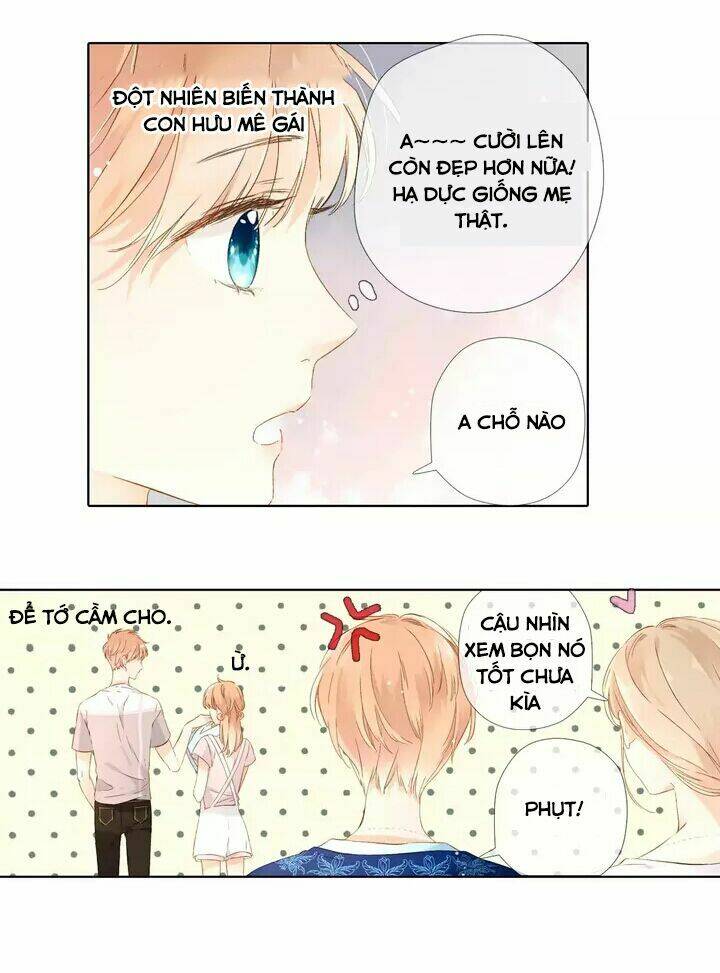 ĐỘT NHIÊN BIẾN THÀNH
CON HƯU MÊ GÁI
A~~~ CƯỜI LÊN
CÒN ĐẸP HƠN NỮA!
HẠ DỰC GIỐNG MẸ
THẬT.
A CHỖ NÀO
ĐỂ TỚ CẦM CHO.
Ừ.
CẬU NHÌN
XEM BỌN NÓ
TỐT CHƯA
KÌA
PHỤT!